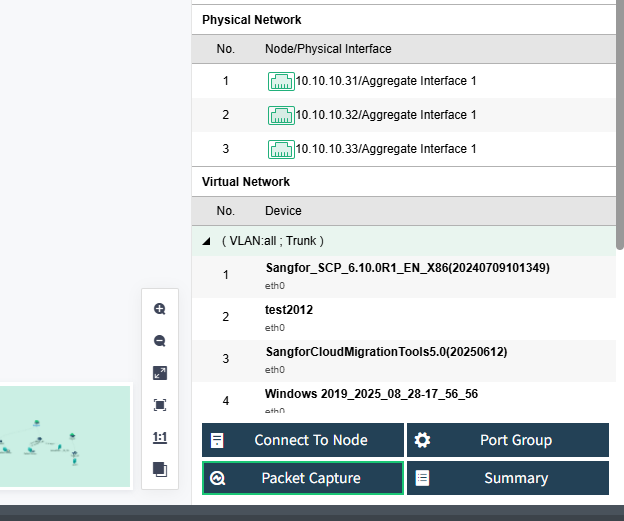 Physical Network
No. Node/Physical Interface
1 10.10.10.31/Aggregate Interface 1
2 10.10.10.32/Aggregate Interface 1
3 10.10.10.33/Aggregate Interface 1
Virtual Network
No. Device
( VLAN:all ; Trunk )
1 Sangfor_SCP_6.10.0R1_EN_X86(20240709101349)
eth0
2 test2012
eth0
3 SangforCloudMigrationTools5.0(20250612)
eth0
4 Windows 2019_2025_08_28-17_56_56
eth0
1:1
Connect To Node
Port Group
Packet Capture
Summary